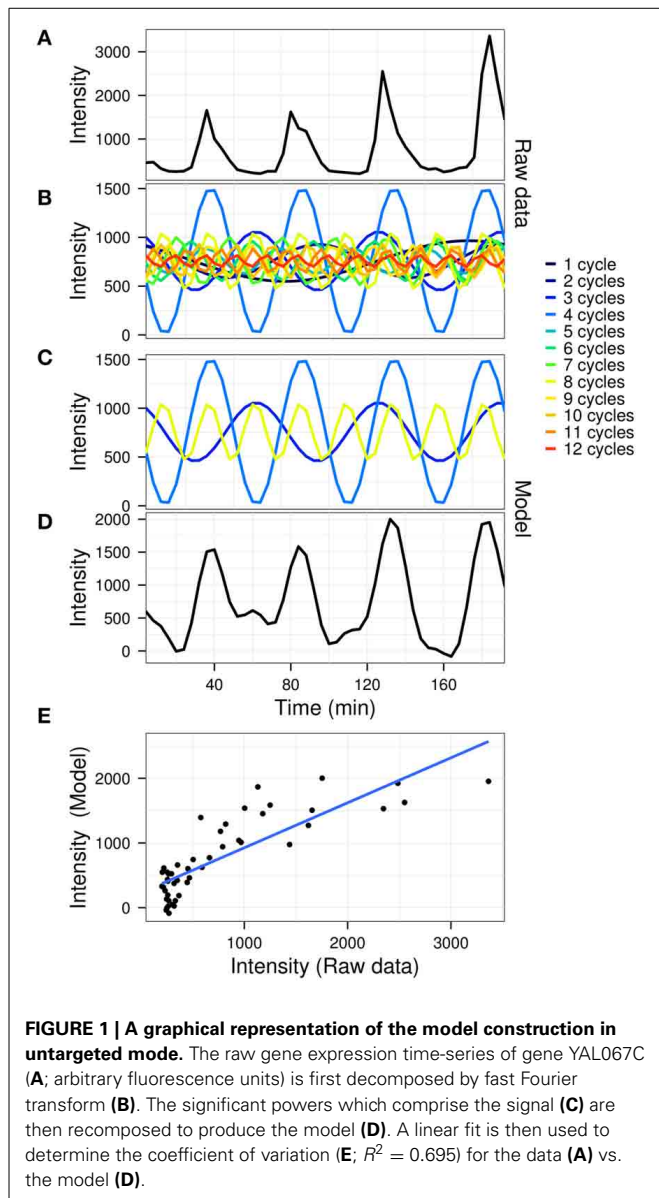 A
3000
2000
1000
Intensity
Raw data
B
1500
1000
500
0
Intensity
1 cycle
2 cycles
3 cycles
4 cycles
5 cycles
6 cycles
7 cycles
8 cycles
9 cycles
10 cycles
11 cycles
12 cycles
C
1500
1000
500
0
Intensity
Model
D
2000
1500
1000
500
0
Intensity
40 80 120 160
Time (min)
E
2000
1000
0
Intensity (Model)
1000 2000 3000
Intensity (Raw data)
FIGURE 1 | A graphical representation of the model construction in
untargeted mode. The raw gene expression time-series of gene YAL067C
(A; arbitrary fluorescence units) is first decomposed by fast Fourier
transform (B). The significant powers which comprise the signal (C) are
then recomposed to produce the model (D). A linear fit is then used to
determine the coefficient of variation (E; R² = 0.695) for the data (A) vs.
the model (D).